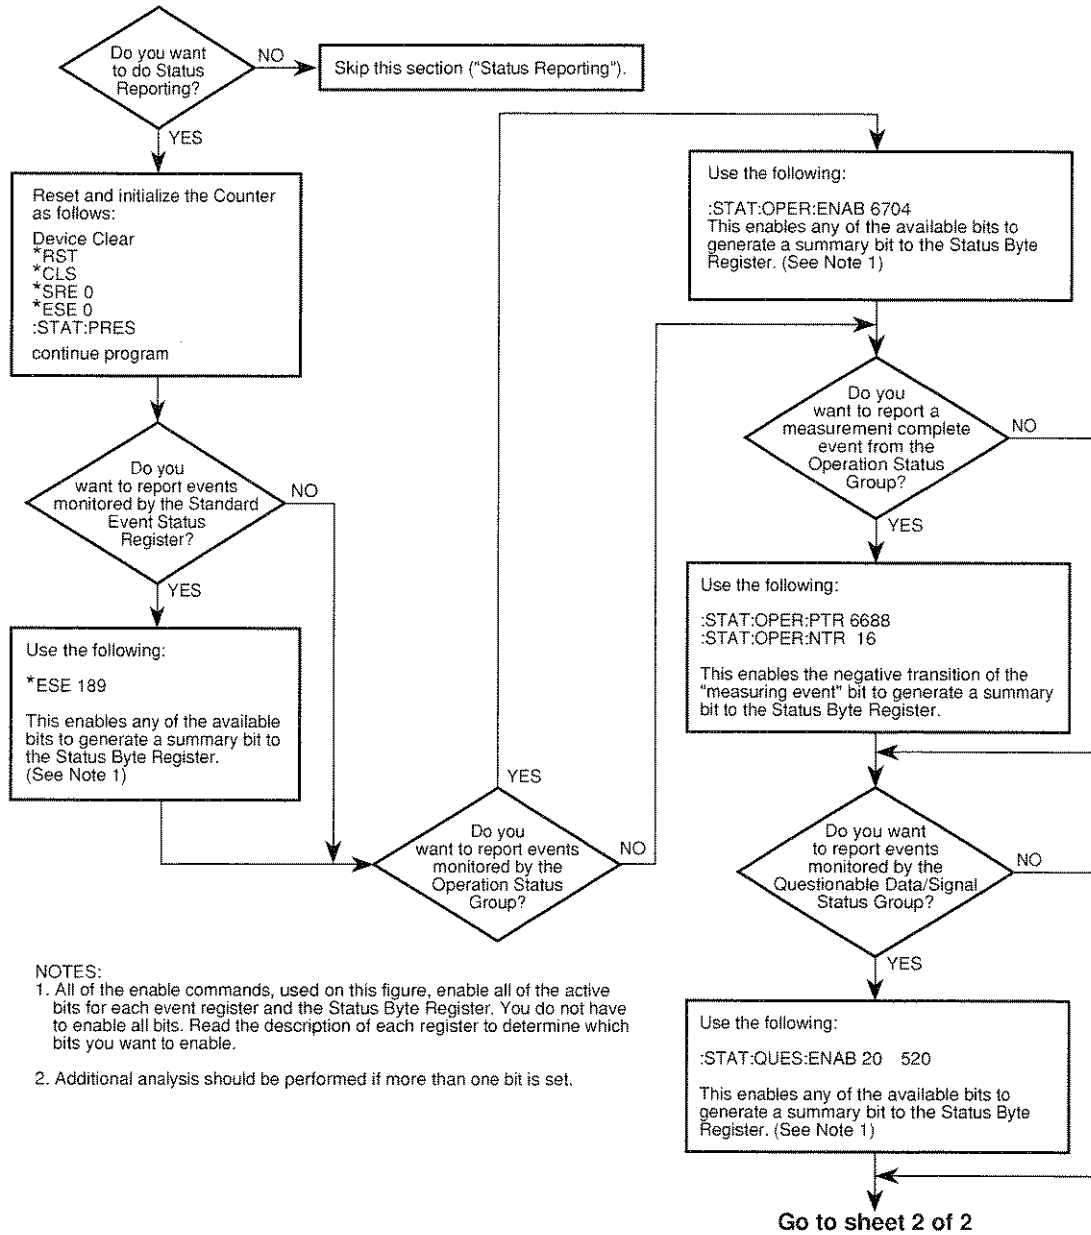 Do you want
to do Status
Reporting?
NO
Skip this section ("Status Reporting").
YES
Reset and initialize the Counter
as follows:
Device Clear
*RST
*CLS
*SRE 0
*ESE 0
:STAT:PRES
continue program
Do you
want to report events
monitored by the Standard
Event Status
Register?
NO
YES
Use the following:
*ESE 189
This enables any of the available
bits to generate a summary bit to
the Status Byte Register.
(See Note 1)
Do you
want to report events
monitored by the
Operation Status
Group?
YES
NO
Use the following:
:STAT:OPER:ENAB 6704
This enables any of the available bits to
generate a summary bit to the Status Byte
Register. (See Note 1)
Do you
want to report a
measurement complete
event from the
Operation Status
Group?
NO
YES
Use the following:
:STAT:OPER:PTR 6688
:STAT:OPER:NTR 16
This enables the negative transition of the
"measuring event" bit to generate a summary
bit to the Status Byte Register.
Do you want
to report events
monitored by the
Questionable Data/Signal
Status Group?
NO
YES
Use the following:
:STAT:QUES:ENAB 20 520
This enables any of the available bits to
generate a summary bit to the Status Byte
Register. (See Note 1)
Go to sheet 2 of 2
NOTES:
1. All of the enable commands, used on this figure, enable all of the active
bits for each event register and the Status Byte Register. You do not have
to enable all bits. Read the description of each register to determine which
bits you want to enable.
2. Additional analysis should be performed if more than one bit is set.